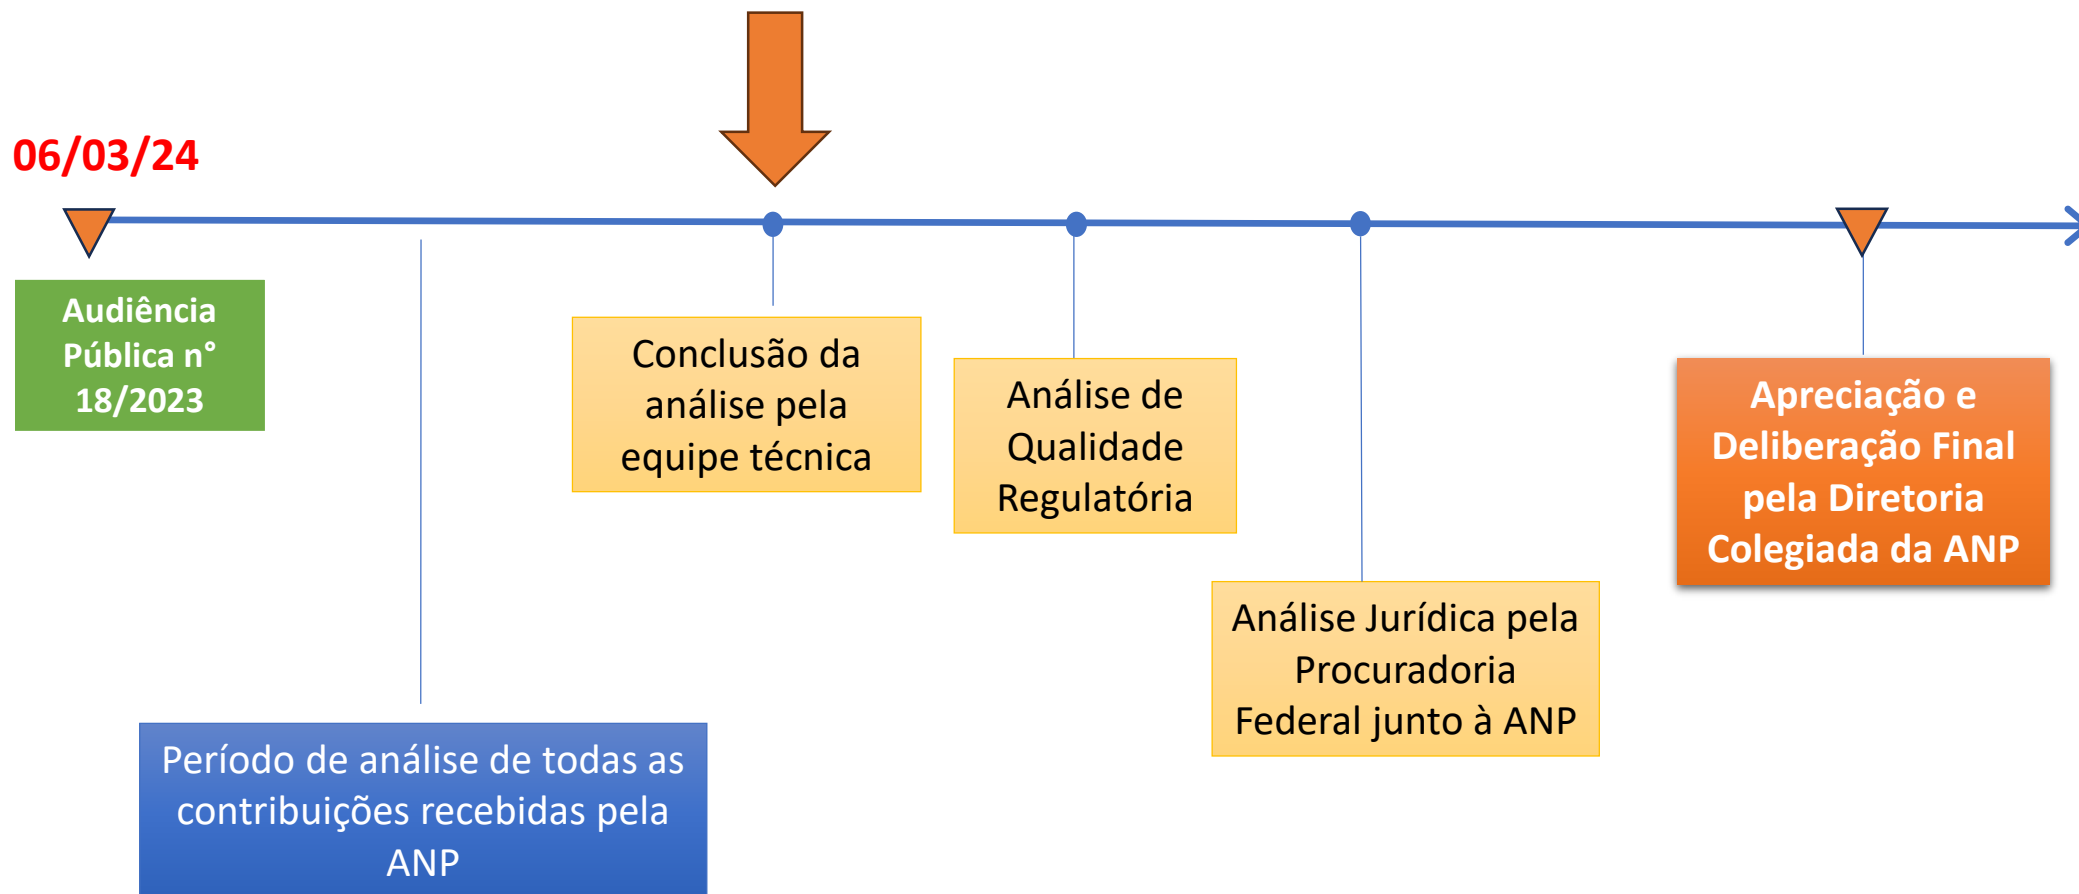 06/03/24
Audiência
Pública n°
18/2023
Período de análise de todas as
contribuições recebidas pela
ANP
Conclusão da
análise pela
equipe técnica
Análise de
Qualidade
Regulatória
Análise Jurídica pela
Procuradoria
Federal junto à ANP
Apreciação e
Deliberação Final
pela Diretoria
Colegiada da ANP